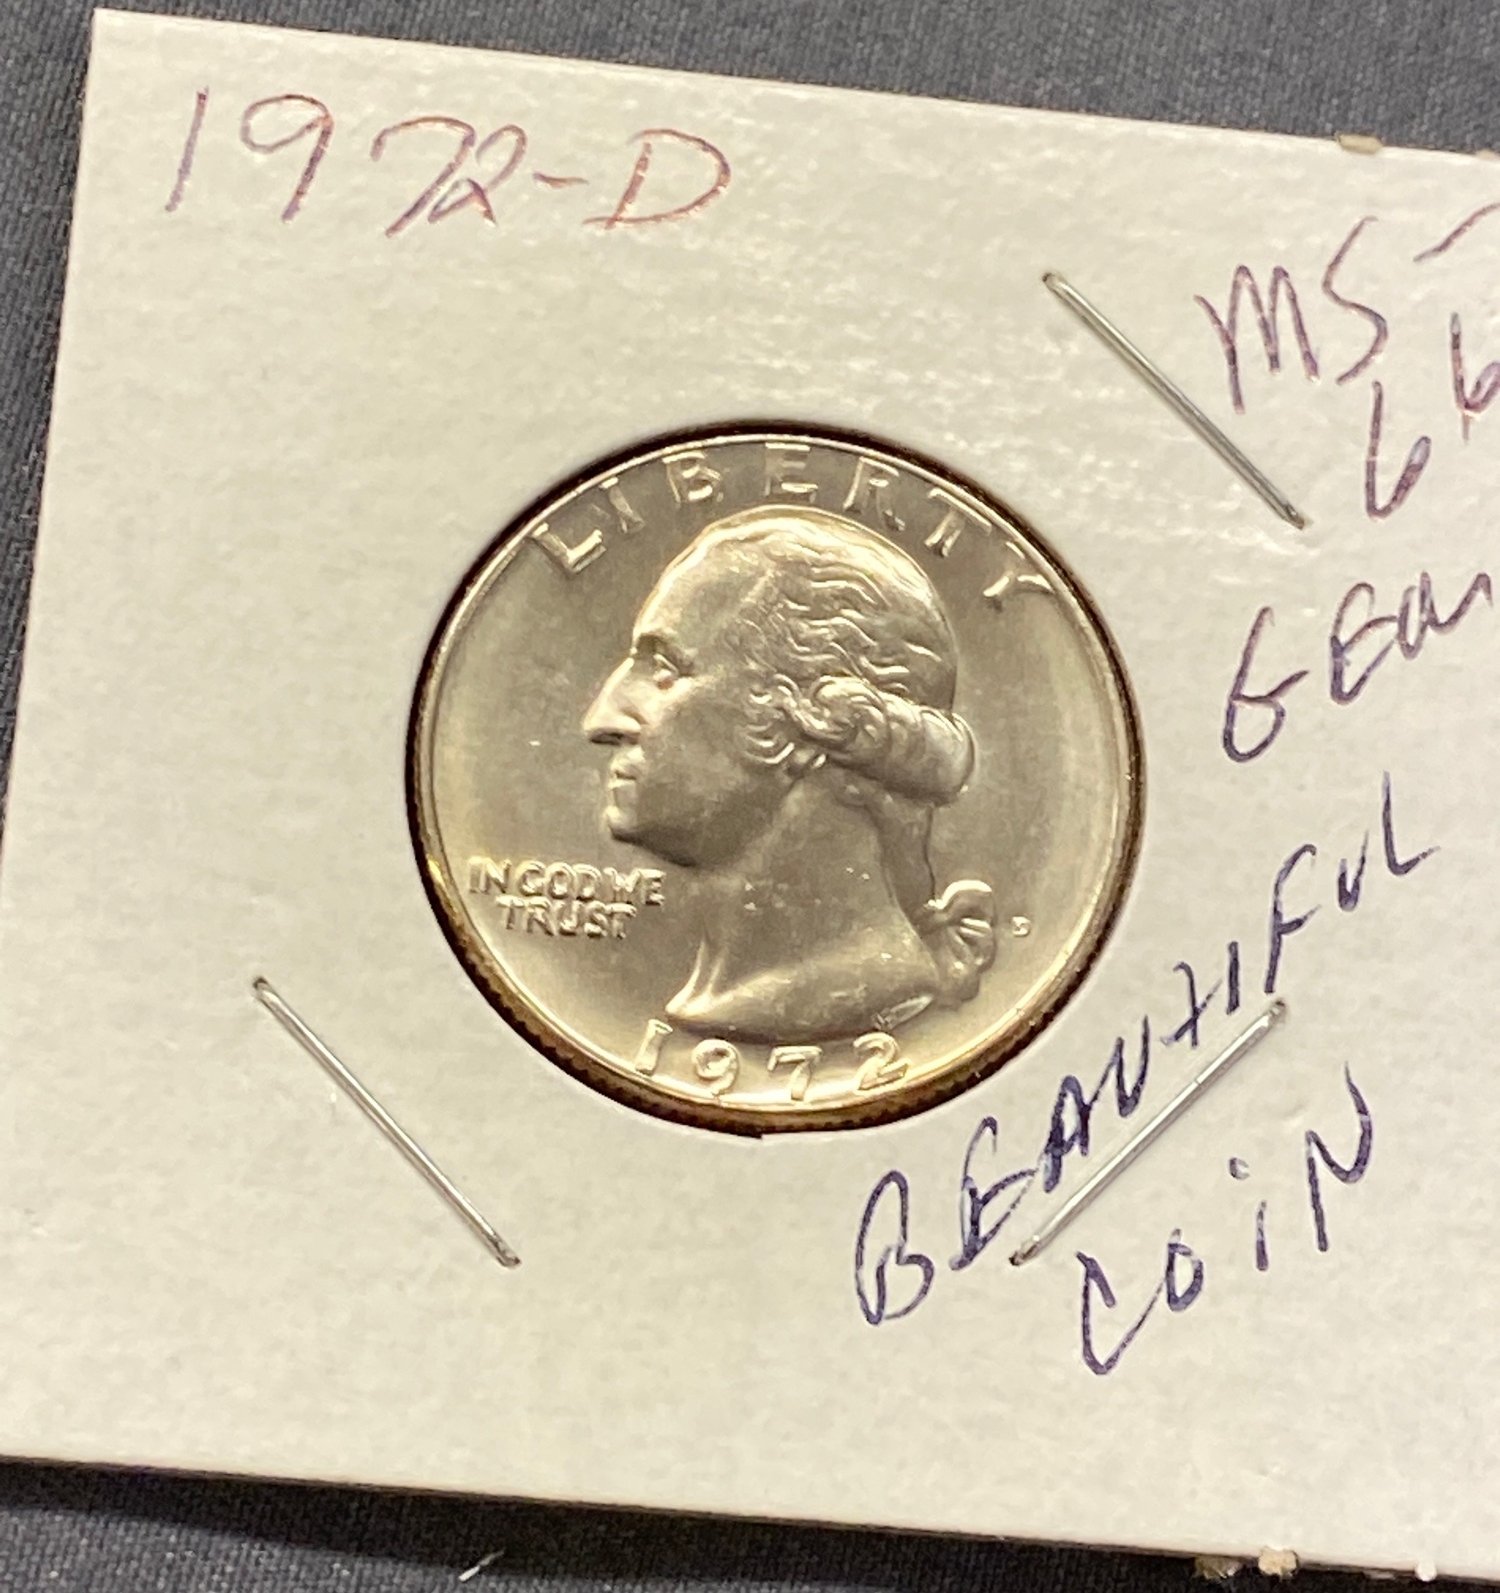 1972-D
MS
66
GEM
BEAUTIFUL
COIN
LIBERTY
IN GOD WE
TRUST
D
1972